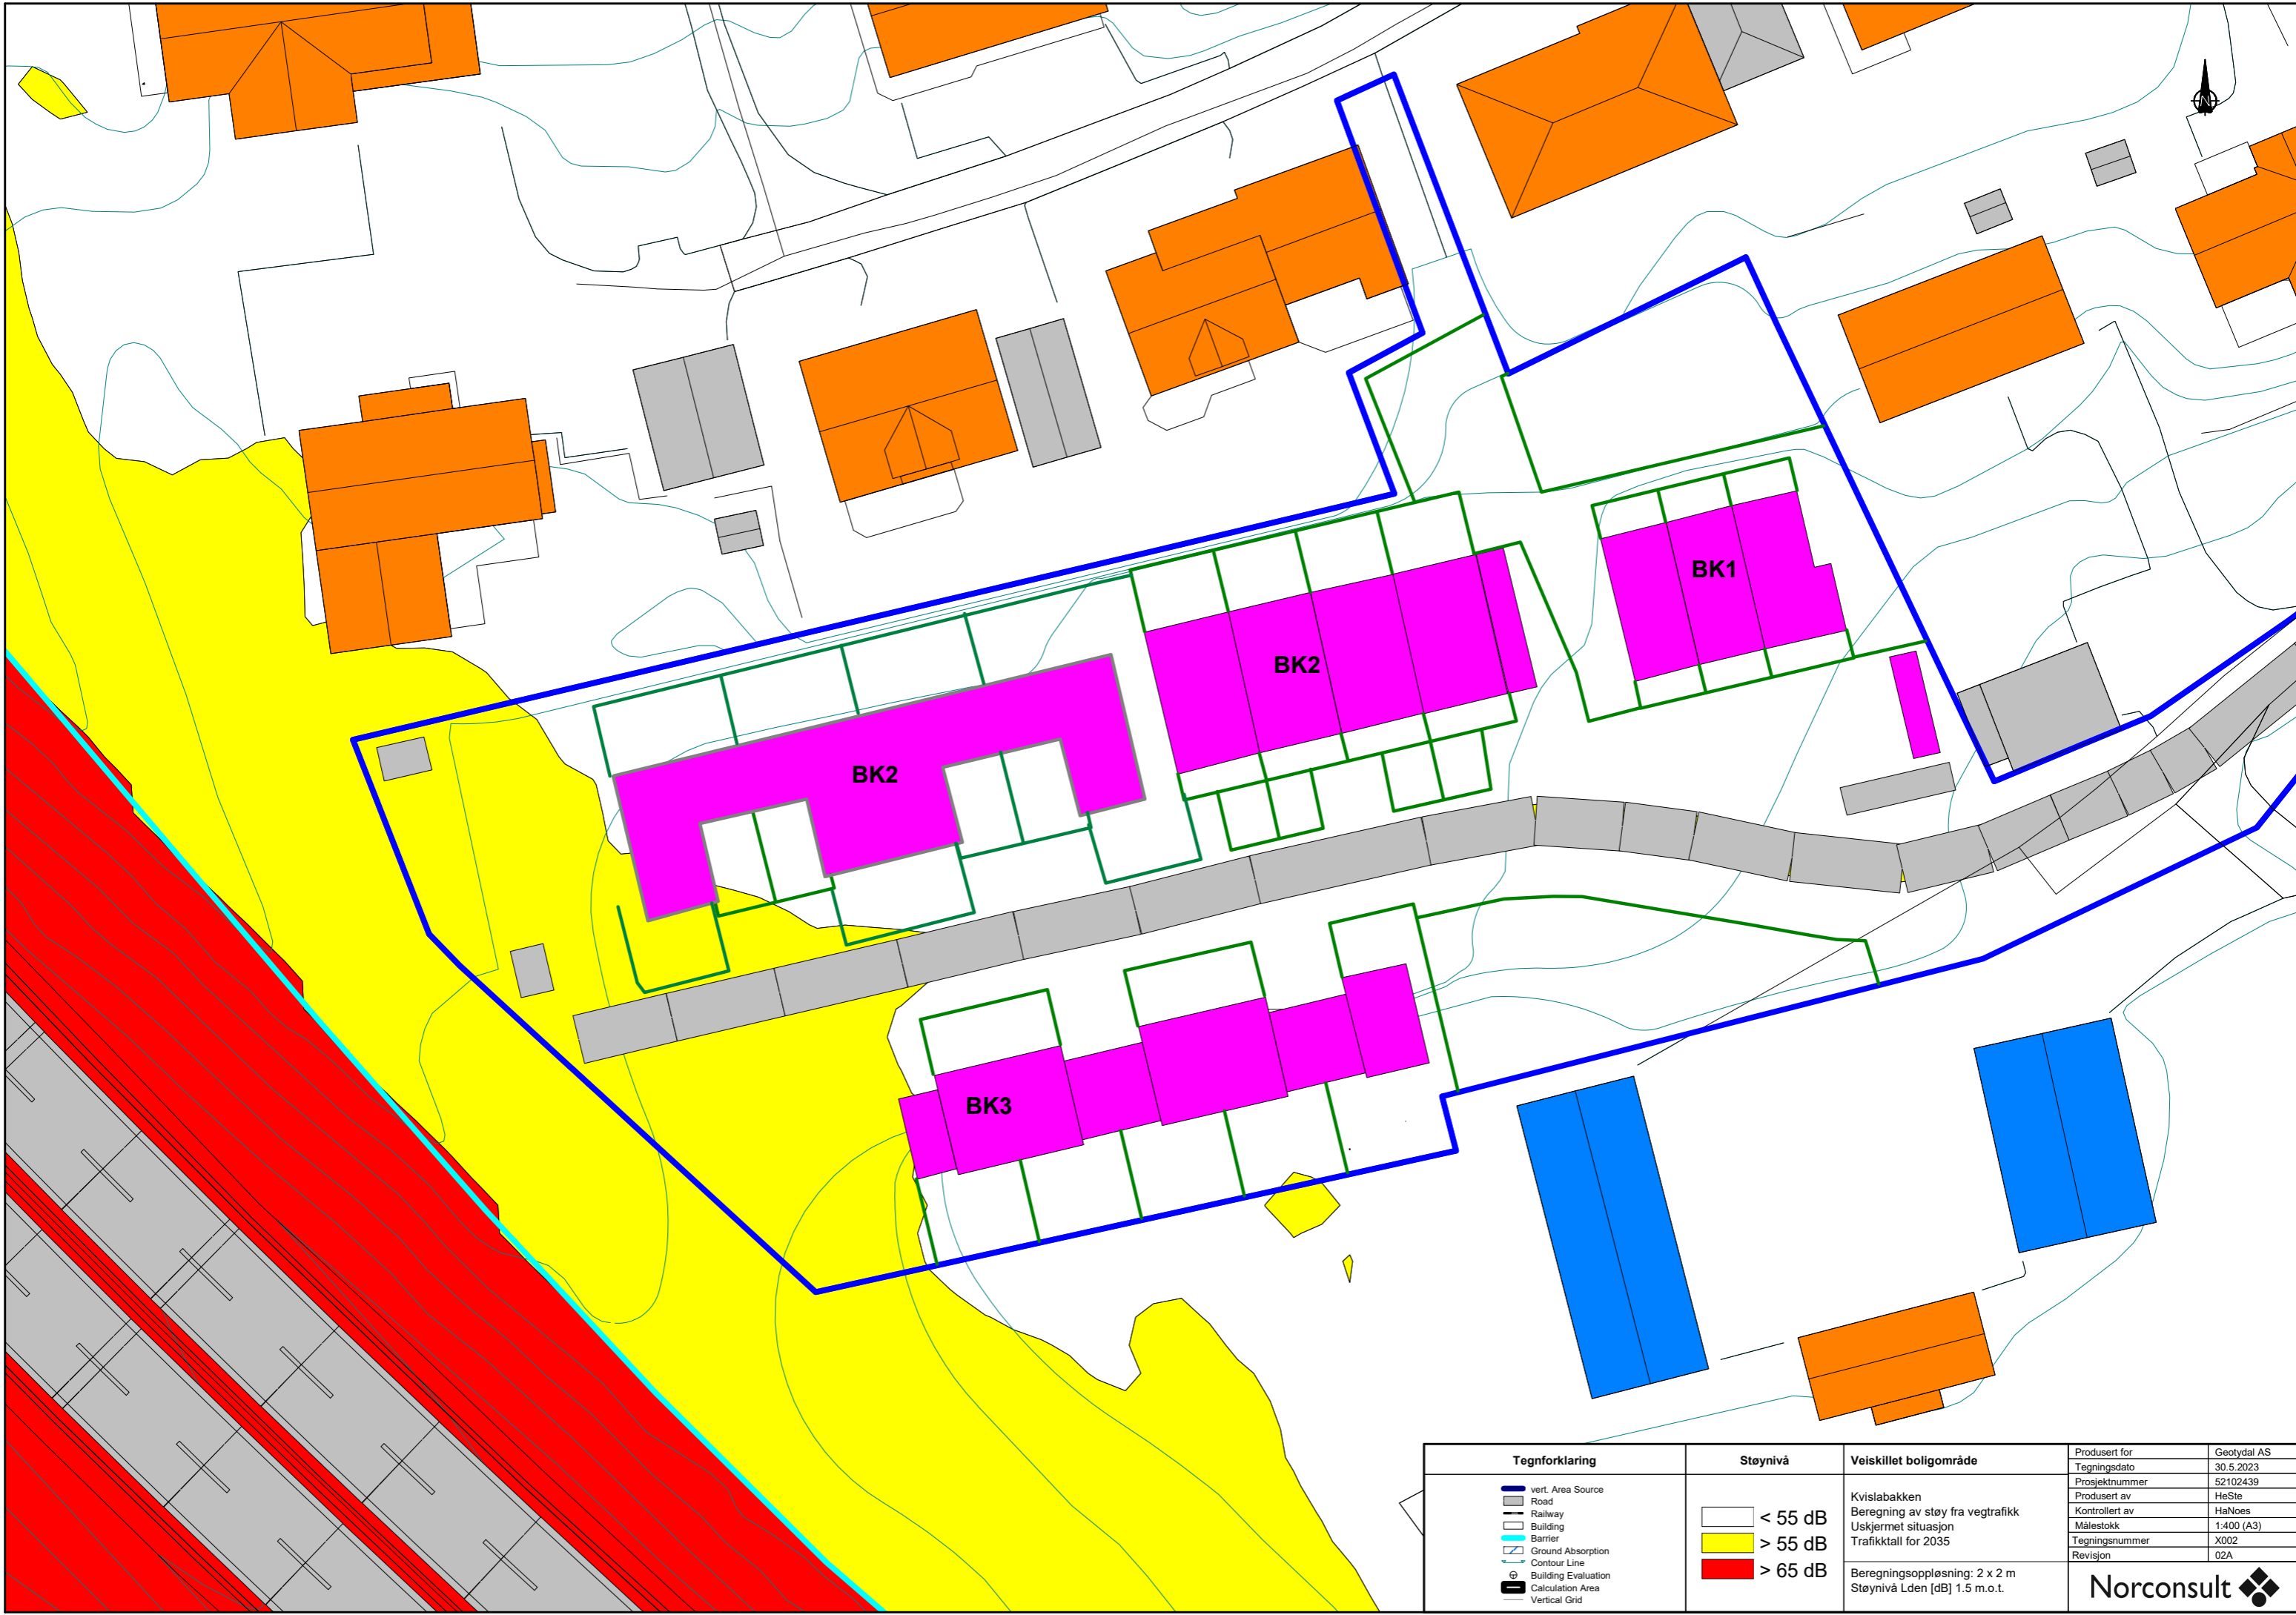 N
BK1
BK2
BK2
BK3
Tegnforklaring
vert. Area Source
Road
Railway
Building
Barrier
Ground Absorption
Contour Line
Building Evaluation
Calculation Area
Vertical Grid
Støynivå
< 55 dB
> 55 dB
> 65 dB
Veiskillet boligområde
Kvislabakken
Beregning av støy fra vegtrafikk
Uskjermet situasjon
Trafikktall for 2035
Beregningsoppløsning: 2 x 2 m
Støynivå Lden [dB] 1.5 m.o.t.
Produsert for Geotydal AS
Tegningsdato 30.5.2023
Prosjektnummer 52102439
Produsert av HeSte
Kontrollert av HaNoes
Målestokk 1:400 (A3)
Tegningsnummer X002
Revisjon 02A
Norconsult